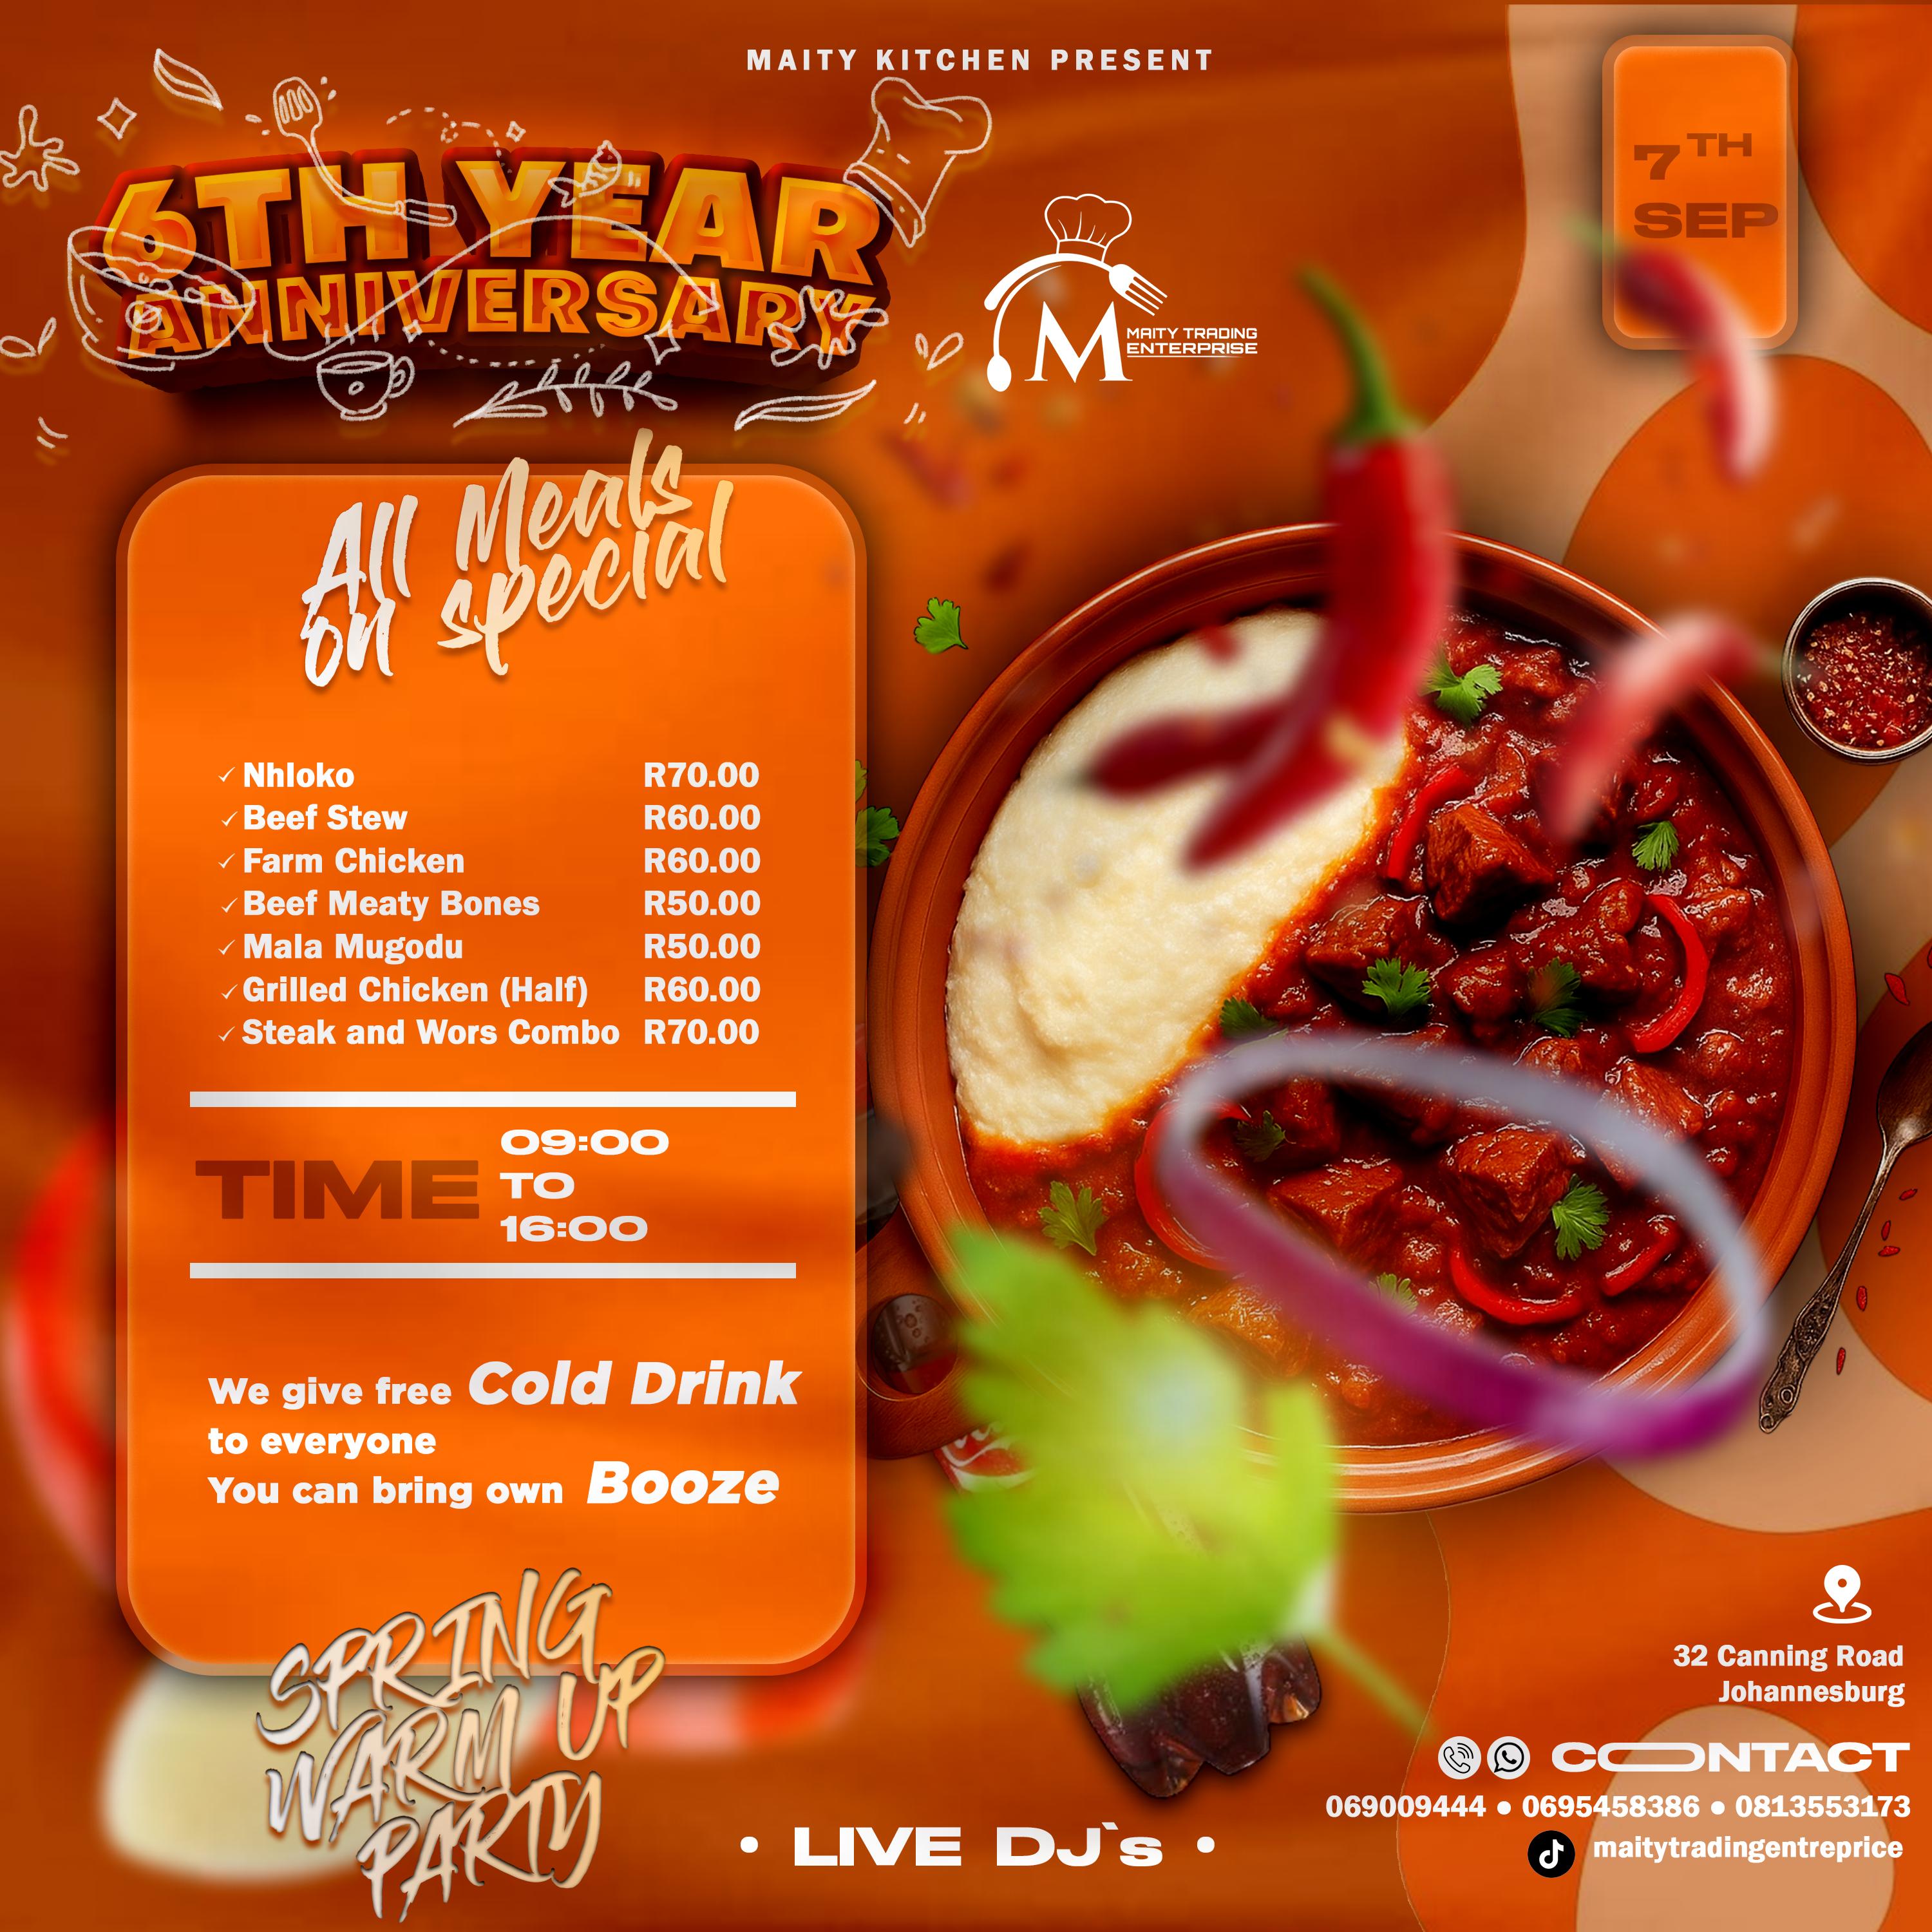 MAITY KITCHEN PRESENT
6TH YEAR
ANNIVERSARY
MAITY TRADING
ENTERPRISE
M
7TH
SEP
All Meals
on special
✓ Nhloko R70.00
✓ Beef Stew R60.00
✓ Farm Chicken R60.00
✓ Beef Meaty Bones R50.00
✓ Mala Mugodu R50.00
✓ Grilled Chicken (Half) R60.00
✓ Steak and Wors Combo R70.00
TIME
09:00
TO
16:00
We give free Cold Drink
to everyone
You can bring own Booze
SPRING
WARM UP
PARTY
• LIVE DJ`s •
32 Canning Road
Johannesburg
CONTACT
069009444 • 0695458386 • 0813553173
maitytradingentreprice